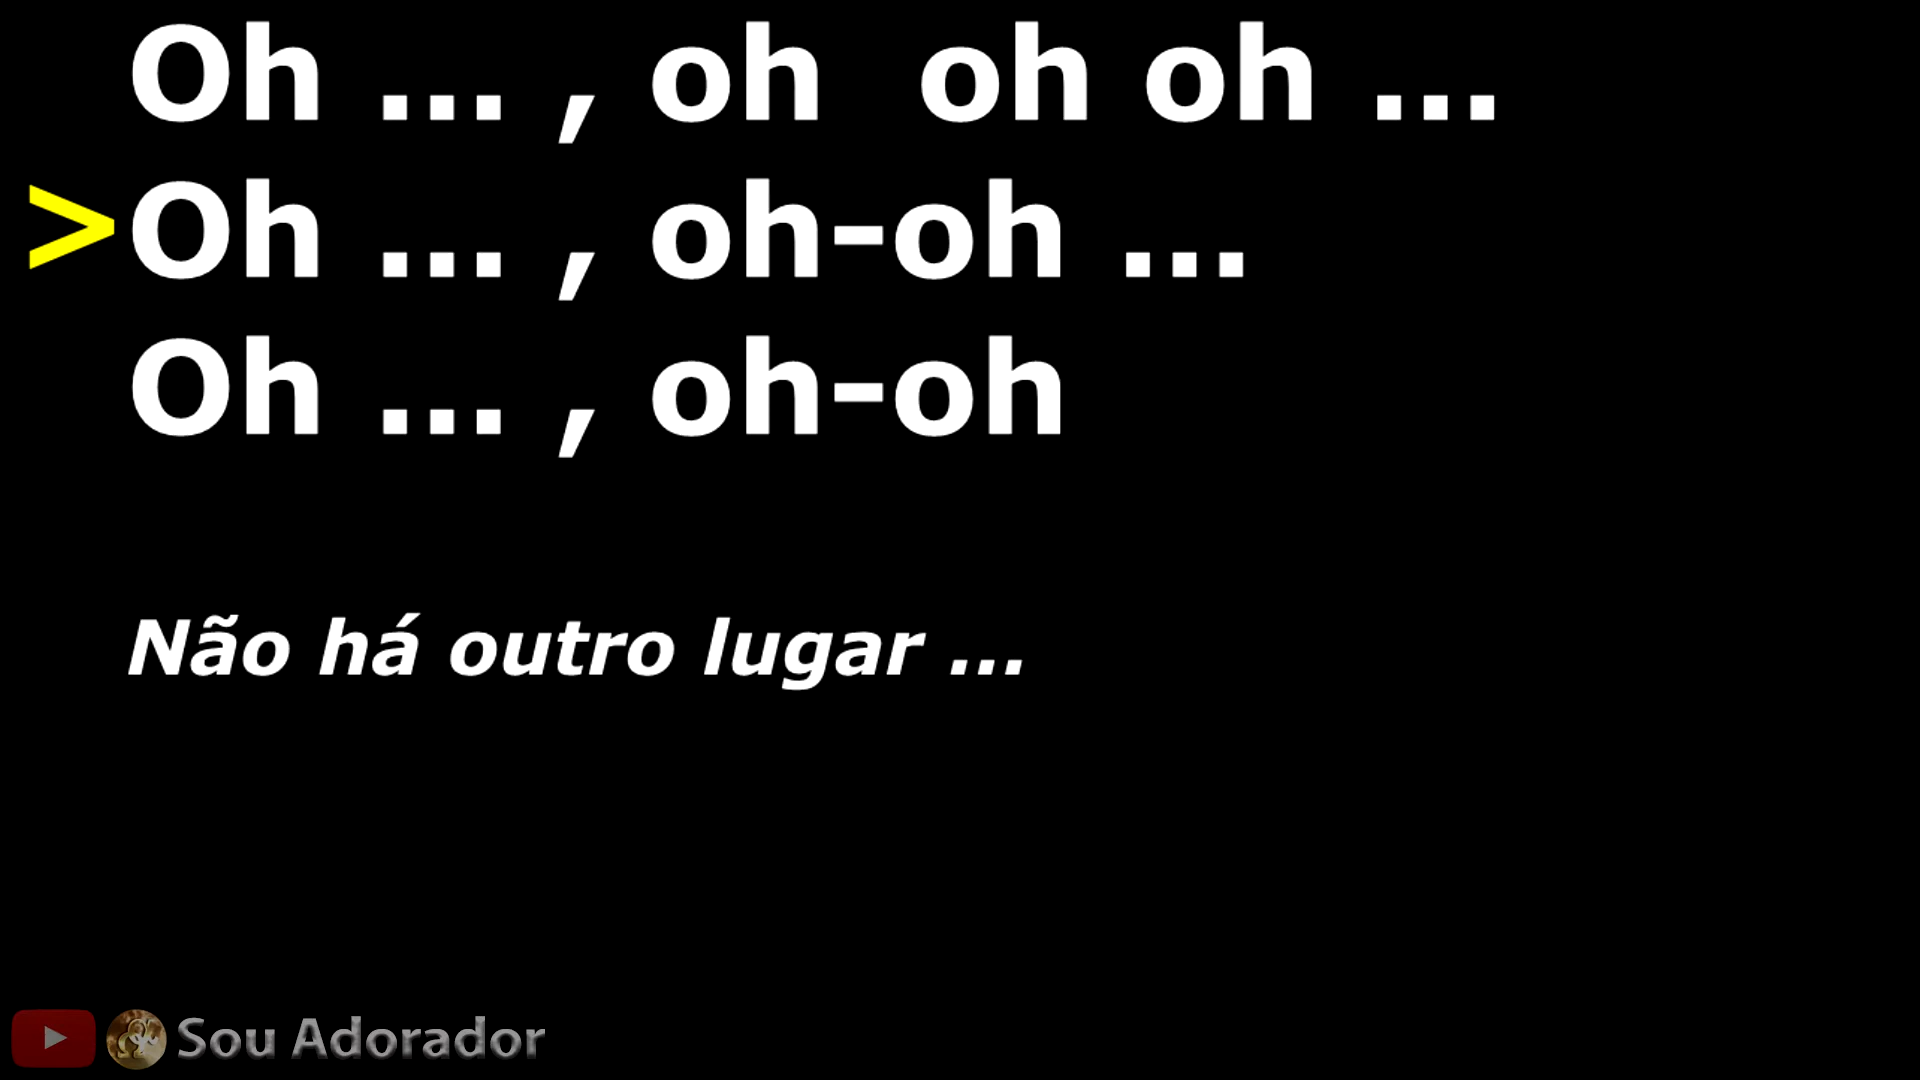 Oh ... , oh  oh oh ...
>Oh ... , oh-oh ...
Oh ... , oh-oh
Não há outro lugar ...
Sou Adorador